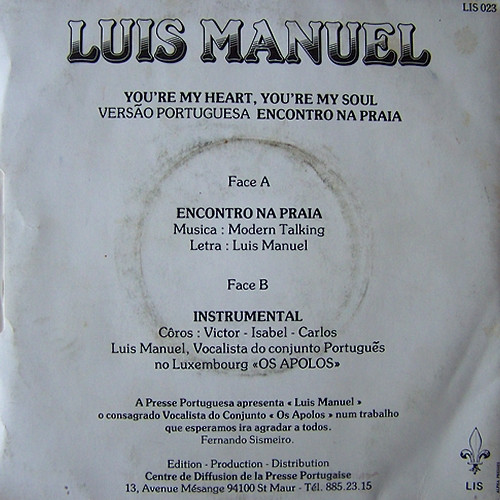 LIS 023
LUIS MANUEL
YOU'RE MY HEART, YOU'RE MY SOUL
VERSÃO PORTUGUESA ENCONTRO NA PRAIA
Face A
ENCONTRO NA PRAIA
Musica : Modern Talking
Letra : Luis Manuel
Face B
INSTRUMENTAL
Côros : Victor - Isabel - Carlos
Luis Manuel, Vocalista do conjunto Portuguẽs
no Luxembourg «OS APOLOS»
A Presse Portuguesa apresenta « Luis Manuel »
o consagrado Vocalista do Conjunto « Os Apolos » num trabalho
que esperamos ira agradar a todos.
Fernando Sismeiro.
Edition - Production - Distribution
Centre de Diffusion de la Presse Portugaise
13, Avenue Mésange 94100 St Maur - Tél. 885.23.15
LIS